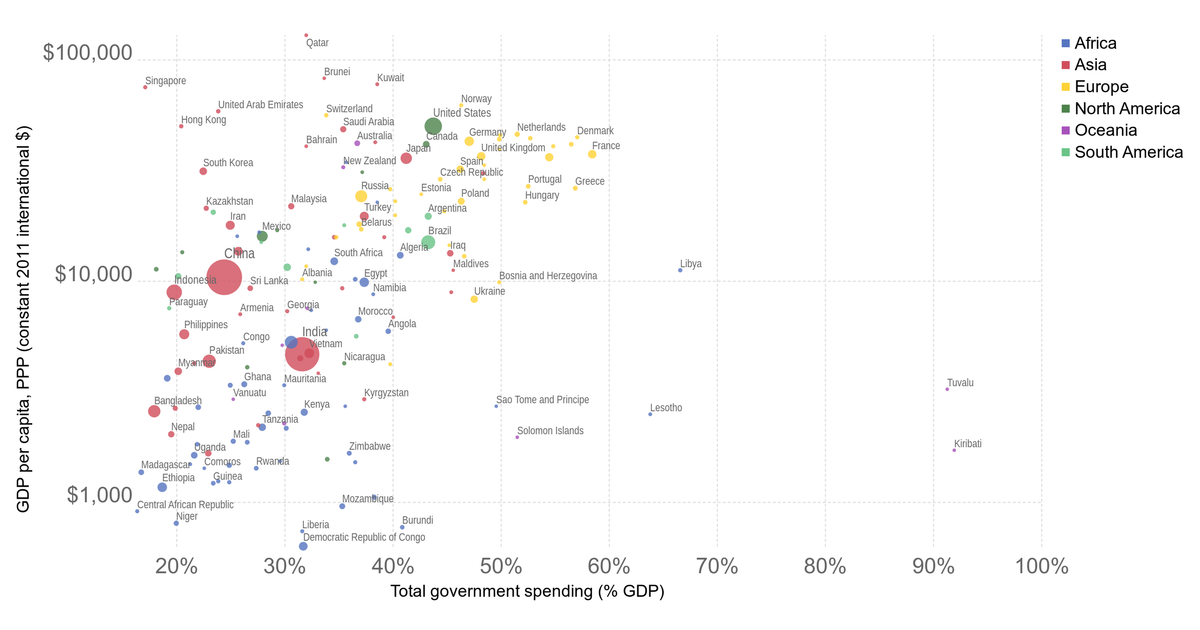 Qatar
$100,000
Africa
Asia
Europe
North America
Oceania
South America
Brunei
Kuwait
Singapore
Norway
United Arab Emirates
Switzerland
United States
Hong Kong
Saudi Arabia
Netherlands
Denmark
Bahrain
Australia
Canada
Germany
Japan
United Kingdom
France
South Korea
New Zealand
Spain
Czech Republic
Russia
Estonia
Portugal
Greece
Kazakhstan
Malaysia
Poland
Hungary
Iran
Turkey
Argentina
Mexico
Belarus
Brazil
China
South Africa
Algeria
Iraq
Maldives
Libya
$10,000
Indonesia
Sri Lanka
Albania
Egypt
Bosnia and Herzegovina
Namibia
Ukraine
Paraguay
Armenia
Georgia
Morocco
Philippines
Angola
Congo
India
Vietnam
Pakistan
Nicaragua
Myanmar
Ghana
Mauritania
Vanuatu
Kyrgyzstan
Tuvalu
Bangladesh
Kenya
Sao Tome and Principe
Lesotho
Tanzania
Nepal
Mali
Solomon Islands
Uganda
Zimbabwe
Kiribati
Madagascar
Comoros
Rwanda
Ethiopia
Guinea
$1,000
Central African Republic
Mozambique
Niger
Liberia
Burundi
Democratic Republic of Congo
20%
30%
40%
50%
60%
70%
80%
90%
100%
Total government spending (% GDP)
GDP per capita, PPP (constant 2011 international $)